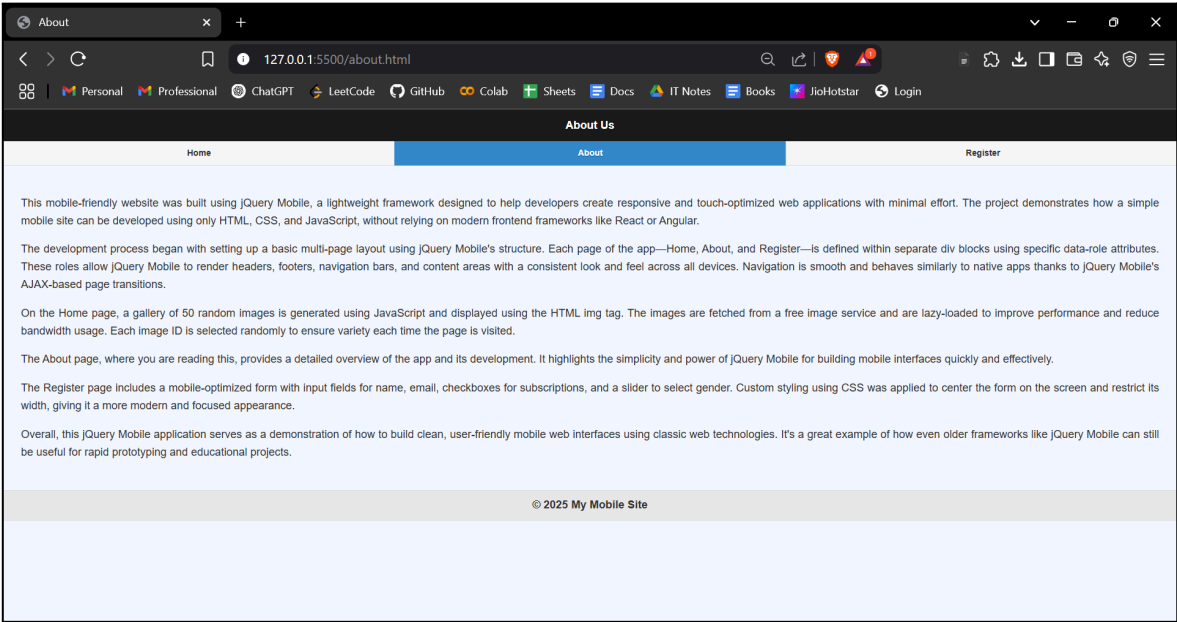 About
127.0.0.1:5500/about.html
1
Personal Professional ChatGPT LeetCode GitHub Colab Sheets Docs IT Notes Books JioHotstar Login
About Us
Home About Register
This mobile-friendly website was built using jQuery Mobile, a lightweight framework designed to help developers create responsive and touch-optimized web applications with minimal effort. The project demonstrates how a simple
mobile site can be developed using only HTML, CSS, and JavaScript, without relying on modern frontend frameworks like React or Angular.
The development process began with setting up a basic multi-page layout using jQuery Mobile's structure. Each page of the app—Home, About, and Register—is defined within separate div blocks using specific data-role attributes.
These roles allow jQuery Mobile to render headers, footers, navigation bars, and content areas with a consistent look and feel across all devices. Navigation is smooth and behaves similarly to native apps thanks to jQuery Mobile's
AJAX-based page transitions.
On the Home page, a gallery of 50 random images is generated using JavaScript and displayed using the HTML img tag. The images are fetched from a free image service and are lazy-loaded to improve performance and reduce
bandwidth usage. Each image ID is selected randomly to ensure variety each time the page is visited.
The About page, where you are reading this, provides a detailed overview of the app and its development. It highlights the simplicity and power of jQuery Mobile for building mobile interfaces quickly and effectively.
The Register page includes a mobile-optimized form with input fields for name, email, checkboxes for subscriptions, and a slider to select gender. Custom styling using CSS was applied to center the form on the screen and restrict its
width, giving it a more modern and focused appearance.
Overall, this jQuery Mobile application serves as a demonstration of how to build clean, user-friendly mobile web interfaces using classic web technologies. It's a great example of how even older frameworks like jQuery Mobile can still
be useful for rapid prototyping and educational projects.
© 2025 My Mobile Site